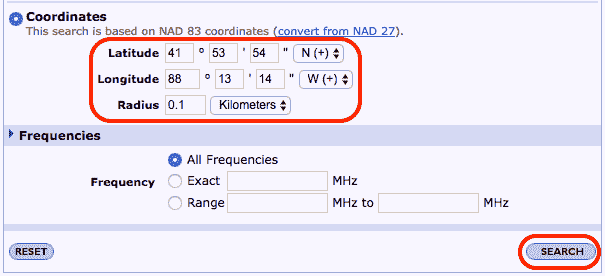 Coordinates
This search is based on NAD 83 coordinates (convert from NAD 27).
Latitude 41 º 53 ' 54 " N (+)
Longitude 88 º 13 ' 14 " W (+)
Radius 0.1 Kilometers
Frequencies
All Frequencies
Frequency Exact MHz
Range MHz to MHz
RESET SEARCH